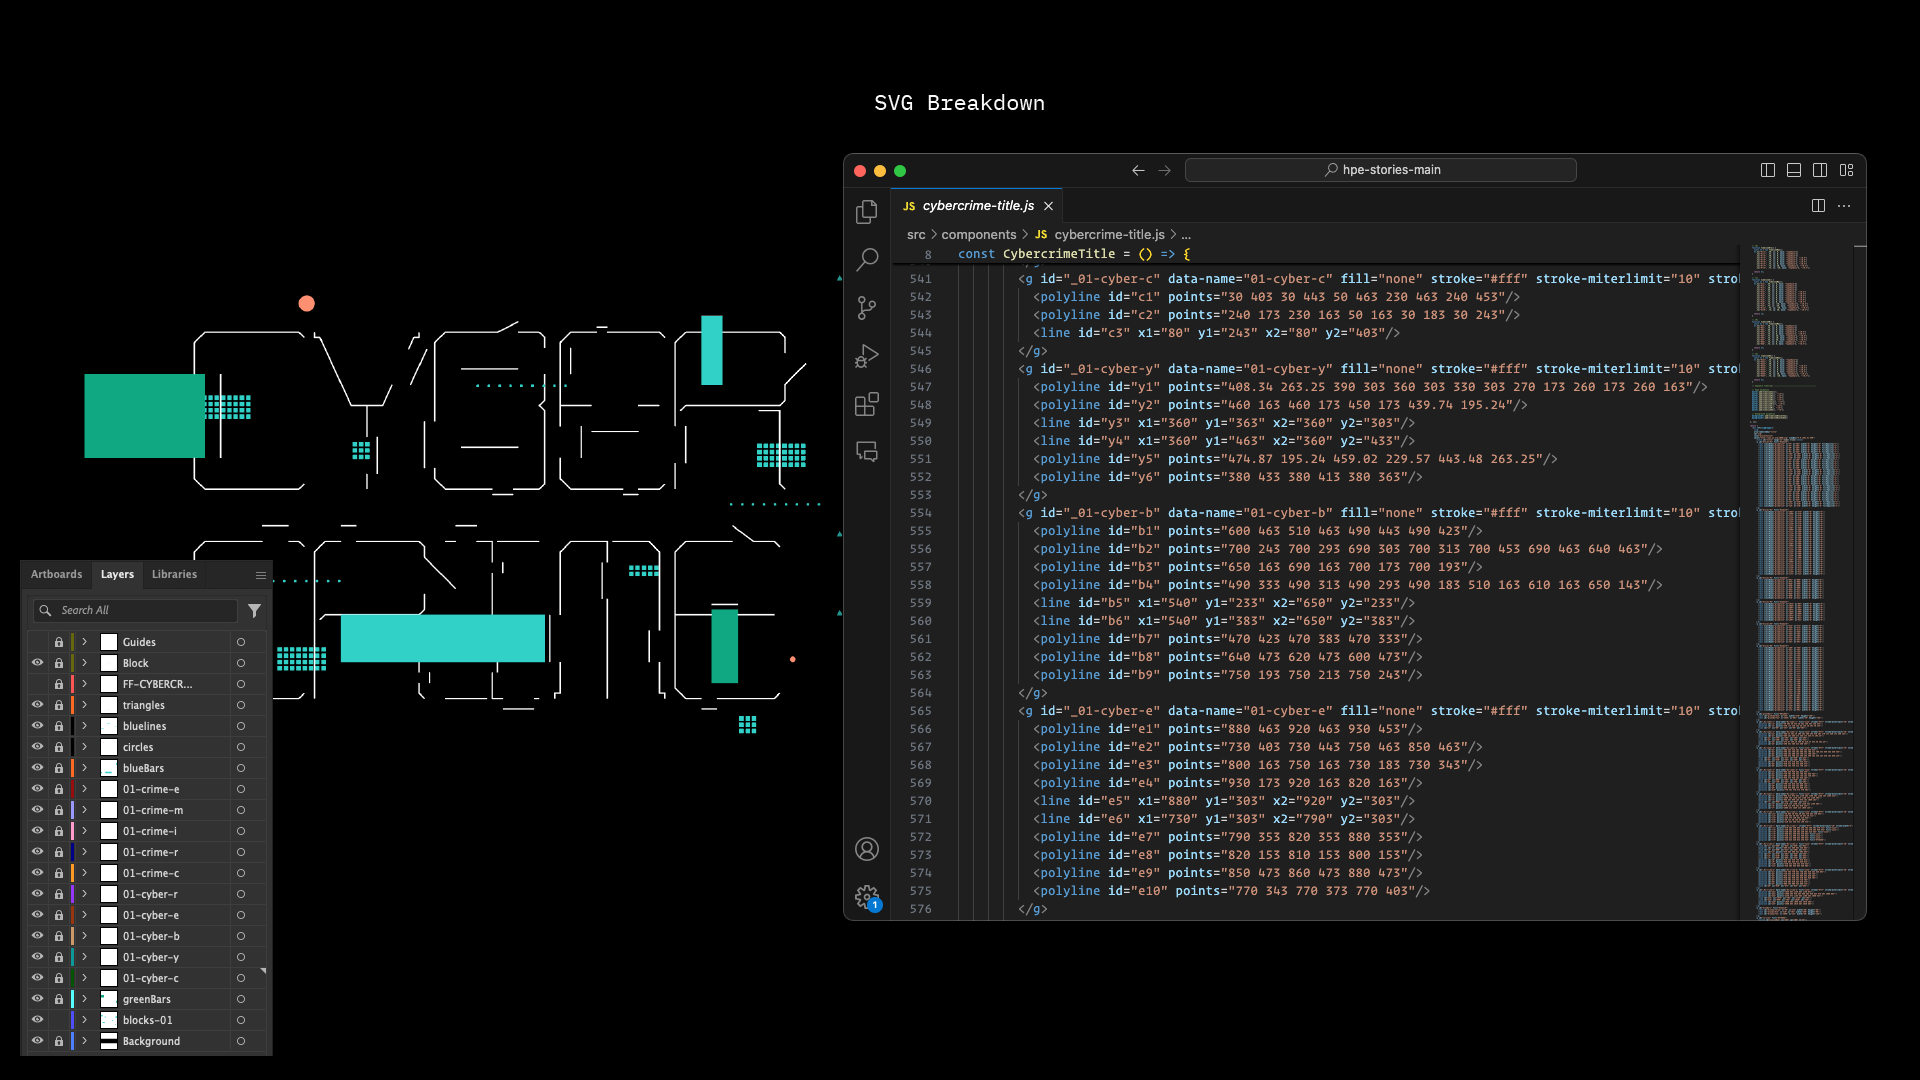 SVG Breakdown
CYBER
CRIME
Artboards Layers Libraries
Search All
Guides
Block
FF-CYBERCR...
triangles
bluelines
circles
blueBars
01-crime-e
01-crime-m
01-crime-i
01-crime-r
01-crime-c
01-cyber-r
01-cyber-e
01-cyber-b
01-cyber-y
01-cyber-c
greenBars
blocks-01
Background
hpe-stories-main
JS cybercrime-title.js
src > components > JS cybercrime-title.js > ...
8 const CybercrimeTitle = () => {
541 <g id="_01-cyber-c" data-name="01-cyber-c" fill="none" stroke="#fff" stroke-miterlimit="10" stro
542 <polyline id="c1" points="30 403 30 443 50 463 230 463 240 453"/>
543 <polyline id="c2" points="240 173 230 163 50 163 30 183 30 243"/>
544 <line id="c3" x1="80" y1="243" x2="80" y2="403"/>
545 </g>
546 <g id="_01-cyber-y" data-name="01-cyber-y" fill="none" stroke="#fff" stroke-miterlimit="10" stro
547 <polyline id="y1" points="408.34 263.25 390 303 360 303 330 303 270 173 260 173 260 163"/>
548 <polyline id="y2" points="460 163 460 173 450 173 439.74 195.24"/>
549 <line id="y3" x1="360" y1="363" x2="360" y2="303"/>
550 <line id="y4" x1="360" y1="463" x2="360" y2="433"/>
551 <polyline id="y5" points="474.87 195.24 459.02 229.57 443.48 263.25"/>
552 <polyline id="y6" points="380 433 380 413 380 363"/>
553 </g>
554 <g id="_01-cyber-b" data-name="01-cyber-b" fill="none" stroke="#fff" stroke-miterlimit="10" stro
555 <polyline id="b1" points="600 463 510 463 490 443 490 423"/>
556 <polyline id="b2" points="700 243 700 293 690 303 700 313 700 453 690 463 640 463"/>
557 <polyline id="b3" points="650 163 690 163 700 173 700 193"/>
558 <polyline id="b4" points="490 333 490 313 490 293 490 183 510 163 610 163 650 143"/>
559 <line id="b5" x1="540" y1="233" x2="650" y2="233"/>
560 <line id="b6" x1="540" y1="383" x2="650" y2="383"/>
561 <polyline id="b7" points="470 423 470 383 470 333"/>
562 <polyline id="b8" points="640 473 620 473 600 473"/>
563 <polyline id="b9" points="750 193 750 213 750 243"/>
564 </g>
565 <g id="_01-cyber-e" data-name="01-cyber-e" fill="none" stroke="#fff" stroke-miterlimit="10" stro
566 <polyline id="e1" points="880 463 920 463 930 453"/>
567 <polyline id="e2" points="730 403 730 443 750 463 850 463"/>
568 <polyline id="e3" points="800 163 750 163 730 183 730 343"/>
569 <polyline id="e4" points="930 173 920 163 820 163"/>
570 <line id="e5" x1="880" y1="303" x2="920" y2="303"/>
571 <line id="e6" x1="730" y1="303" x2="790" y2="303"/>
572 <polyline id="e7" points="790 353 820 353 880 353"/>
573 <polyline id="e8" points="820 153 810 153 800 153"/>
574 <polyline id="e9" points="850 473 860 473 880 473"/>
575 <polyline id="e10" points="770 343 770 373 770 403"/>
576 </g>
1